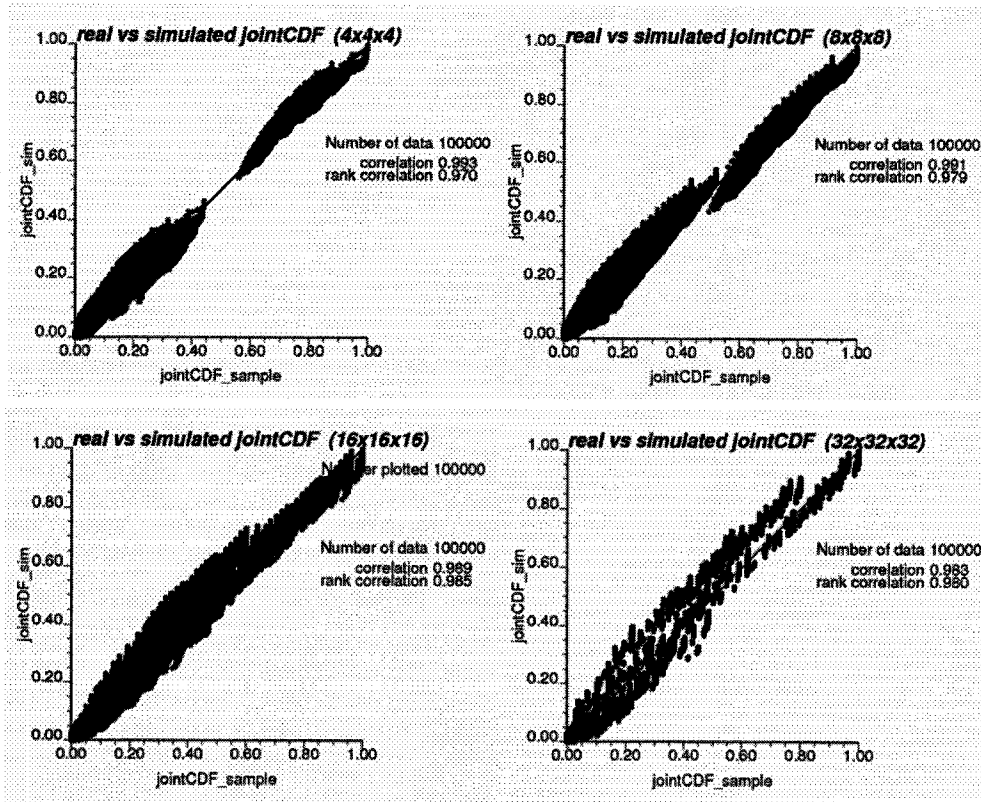 real vs simulated jointCDF (4x4x4)
1.00
0.80
0.60
0.40
0.20
0.00
jointCDF_sim
Number of data 100000
correlation 0.993
rank correlation 0.970
0.00 0.20 0.40 0.60 0.80 1.00
jointCDF_sample
real vs simulated jointCDF (8x8x8)
1.00
0.80
0.60
0.40
0.20
0.00
jointCDF_sim
Number of data 100000
correlation 0.991
rank correlation 0.979
0.00 0.20 0.40 0.60 0.80 1.00
jointCDF_sample
real vs simulated jointCDF (16x16x16)
1.00
0.80
0.60
0.40
0.20
0.00
jointCDF_sim
plotted 100000
Number of data 100000
correlation 0.989
rank correlation 0.985
0.00 0.20 0.40 0.60 0.80 1.00
jointCDF_sample
real vs simulated jointCDF (32x32x32)
1.00
0.80
0.60
0.40
0.20
0.00
jointCDF_sim
Number of data 100000
correlation 0.983
rank correlation 0.980
0.00 0.20 0.40 0.60 0.80 1.00
jointCDF_sample